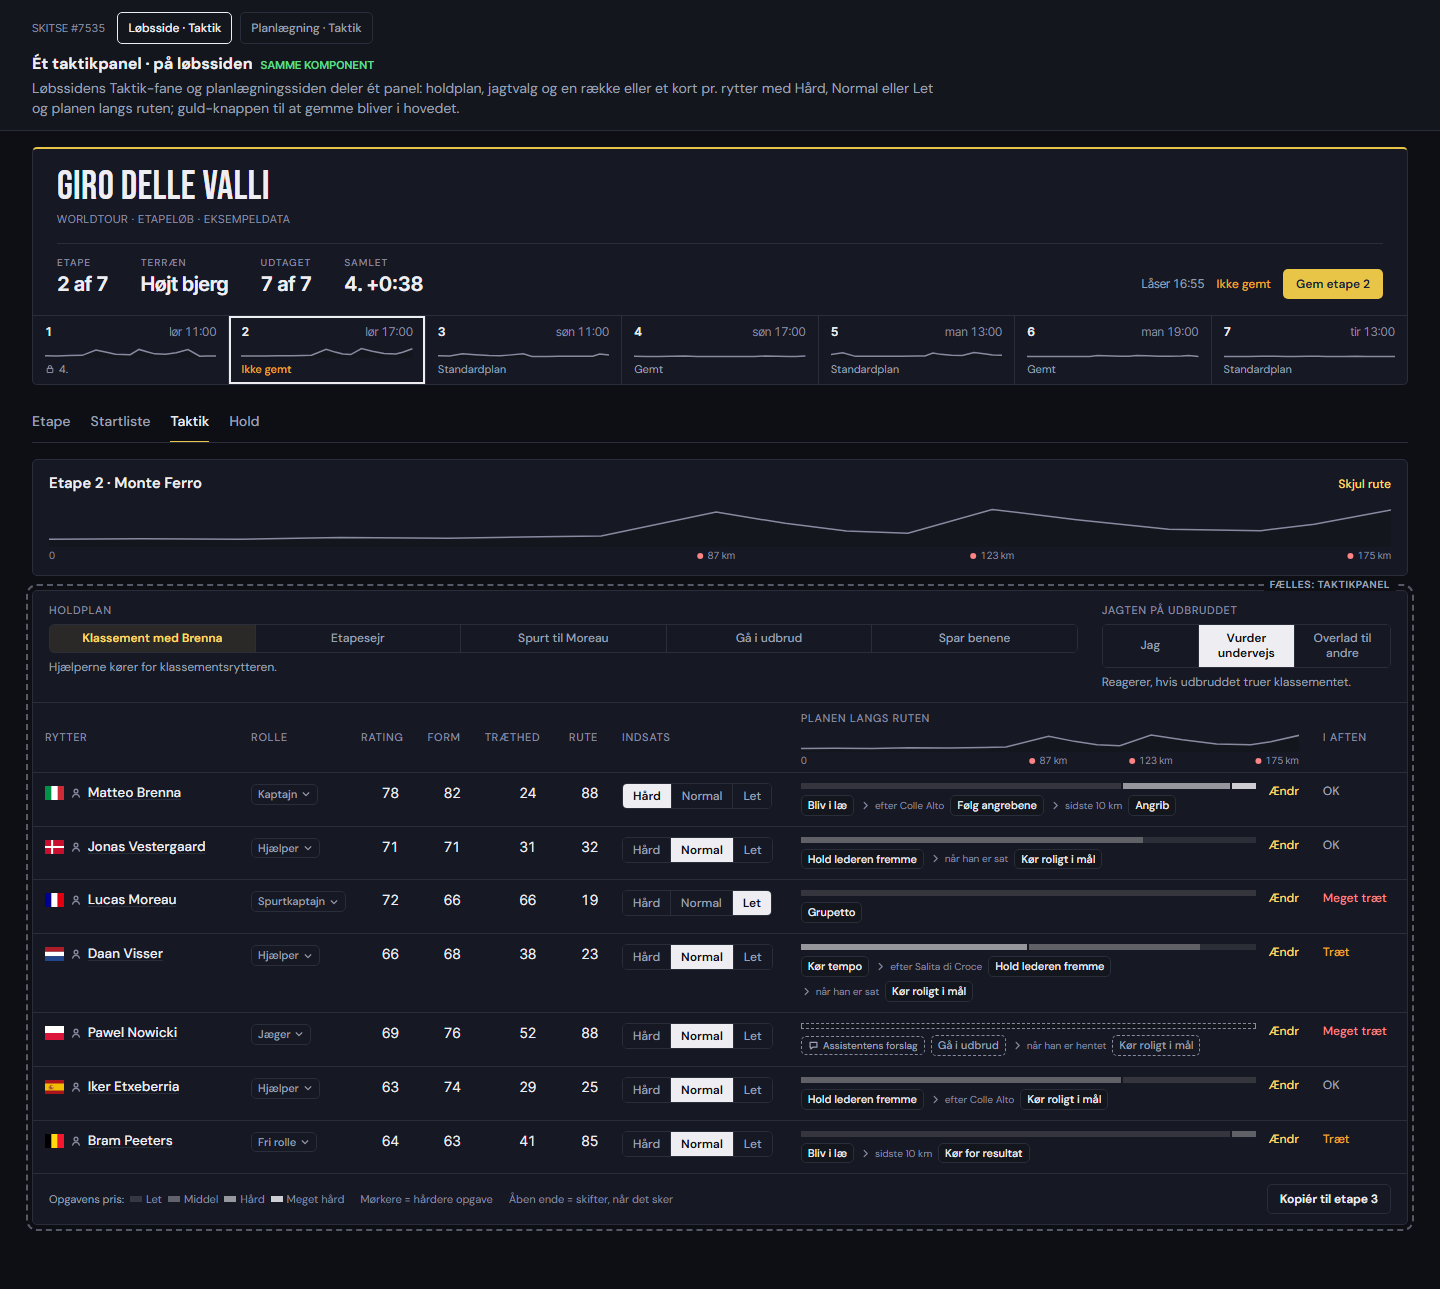 SKITSE #7535 Løbsside · Taktik Planlægning · Taktik
Ét taktikpanel · på løbssiden SAMME KOMPONENT
Løbssidens Taktik-fane og planlægningssiden deler ét panel: holdplan, jagtvalg og en række eller et kort pr. rytter med Hård, Normal eller Let
og planen langs ruten; guld-knappen til at gemme bliver i hovedet.
GIRO DELLE VALLI
WORLDTOUR · ETAPELØB · EKSEMPELDATA
ETAPE TERRÆN UDTAGET SAMLET
2 af 7 Højt bjerg 7 af 7 4. +0:38 Låser 16:55 Ikke gemt Gem etape 2
1 lør 11:00 2 lør 17:00 3 søn 11:00 4 søn 17:00 5 man 13:00 6 man 19:00 7 tir 13:00
4. Ikke gemt Standardplan Gemt Standardplan Gemt Standardplan
Etape Startliste Taktik Hold
Etape 2 · Monte Ferro Skjul rute
0 87 km 123 km 175 km
FÆLLES: TAKTIKPANEL
HOLDPLAN JAGTEN PÅ UDBRUDDET
Klassement med Brenna Etapesejr Spurt til Moreau Gå i udbrud Spar benene Jag Vurder undervejs Overlad til andre
Hjælperne kører for klassementsrytteren. Reagerer, hvis udbruddet truer klassementet.
PLANEN LANGS RUTEN
RYTTER ROLLE RATING FORM TRÆTHED RUTE INDSATS I AFTEN
0 87 km 123 km 175 km
Matteo Brenna Kaptajn 78 82 24 88 Hård Normal Let Ændr OK
Bliv i læ efter Colle Alto Følg angrebene sidste 10 km Angrib
Jonas Vestergaard Hjælper 71 71 31 32 Hård Normal Let Ændr OK
Hold lederen fremme når han er sat Kør roligt i mål
Lucas Moreau Spurtkaptajn 72 66 66 19 Hård Normal Let Ændr Meget træt
Grupetto
Daan Visser Hjælper 66 68 38 23 Hård Normal Let Ændr Træt
Kør tempo efter Salita di Croce Hold lederen fremme
når han er sat Kør roligt i mål
Pawel Nowicki Jæger 69 76 52 88 Hård Normal Let Ændr Meget træt
Assistentens forslag Gå i udbrud når han er hentet Kør roligt i mål
Iker Etxeberria Hjælper 63 74 29 25 Hård Normal Let Ændr OK
Hold lederen fremme efter Colle Alto Kør roligt i mål
Bram Peeters Fri rolle 64 63 41 85 Hård Normal Let Ændr Træt
Bliv i læ sidste 10 km Kør for resultat
Opgavens pris: Let Middel Hård Meget hård Mørkere = hårdere opgave Åben ende = skifter, når det sker Kopiér til etape 3